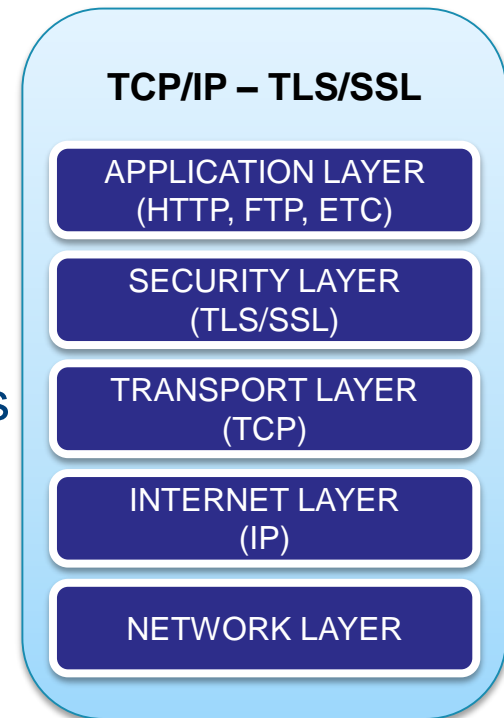 TCP/IP – TLS/SSL
APPLICATION LAYER
(HTTP, FTP, ETC)
SECURITY LAYER
(TLS/SSL)
s
TRANSPORT LAYER
(TCP)
INTERNET LAYER
(IP)
NETWORK LAYER